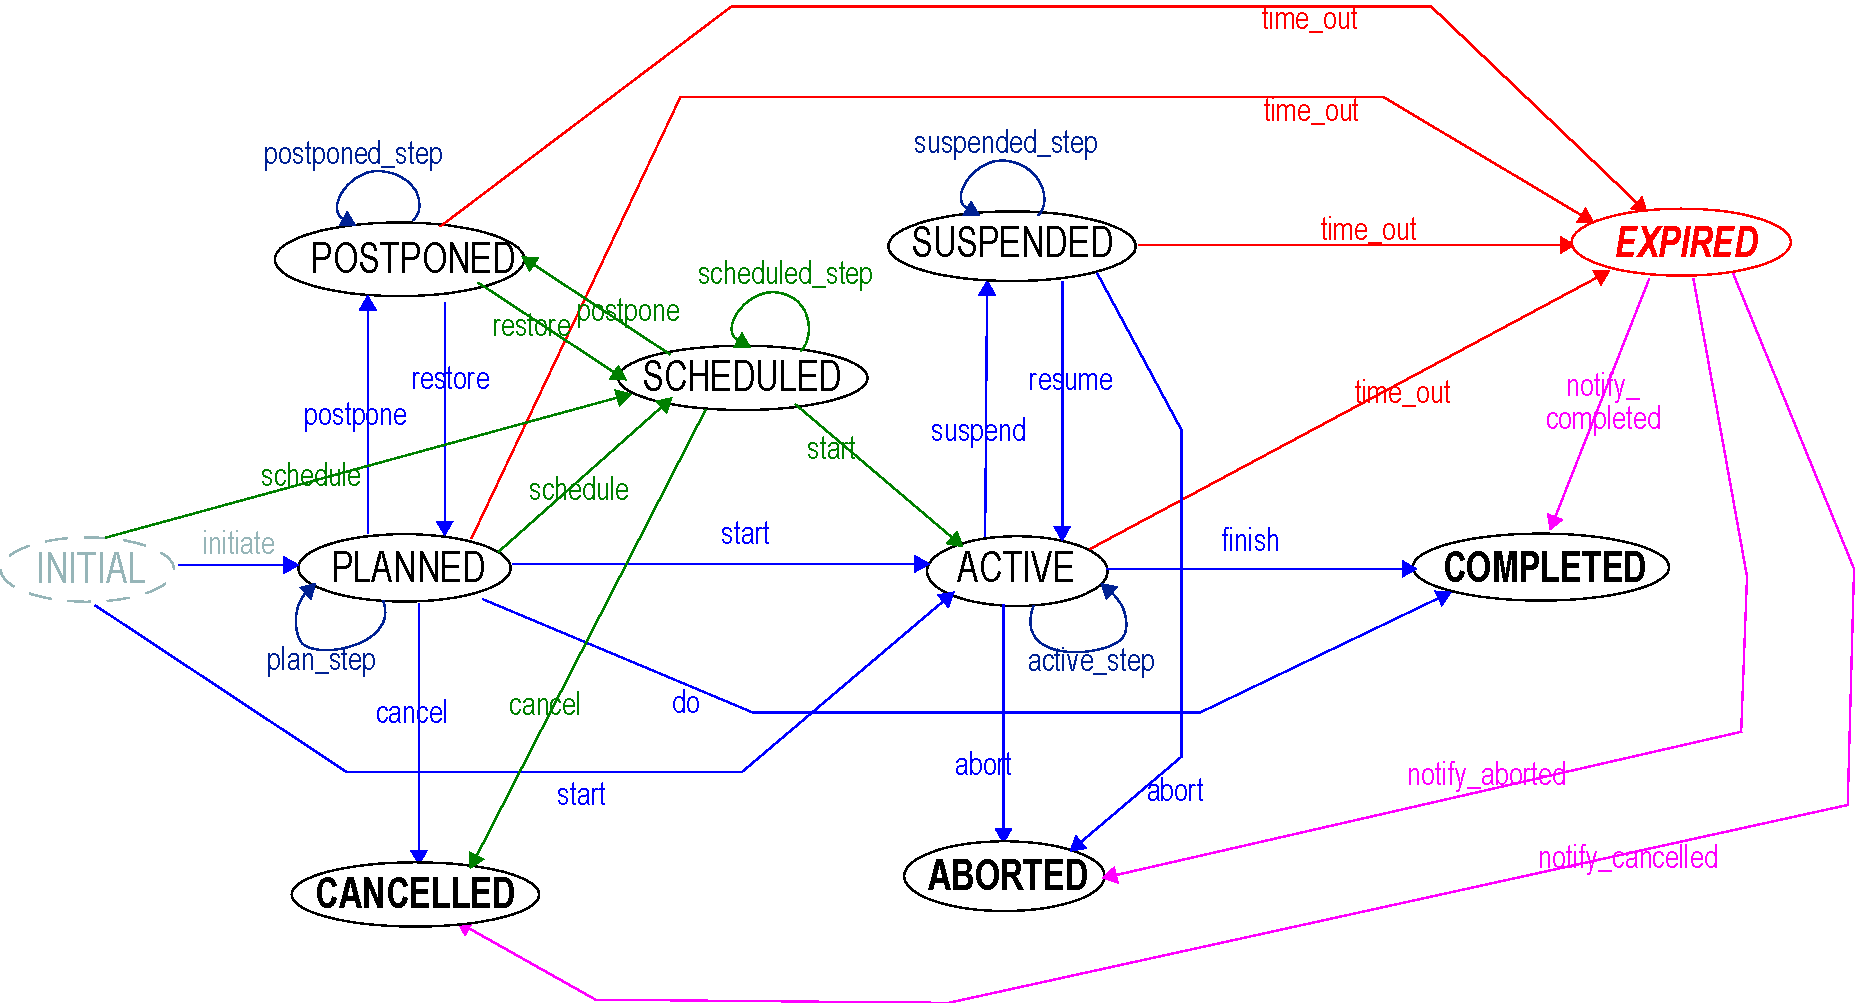 time_out
time_out
postponed_step
suspended_step
time_out
POSTPONED
SUSPENDED
EXPIRED
scheduled_step
postpone
restore
restore
SCHEDULED
resume
time_out
notify_
completed
postpone
suspend
start
schedule
schedule
initiate
start
finish
INITIAL
PLANNED
ACTIVE
COMPLETED
plan_step
active_step
cancel
cancel
do
abort
notify_aborted
start
abort
notify_cancelled
CANCELLED
ABORTED